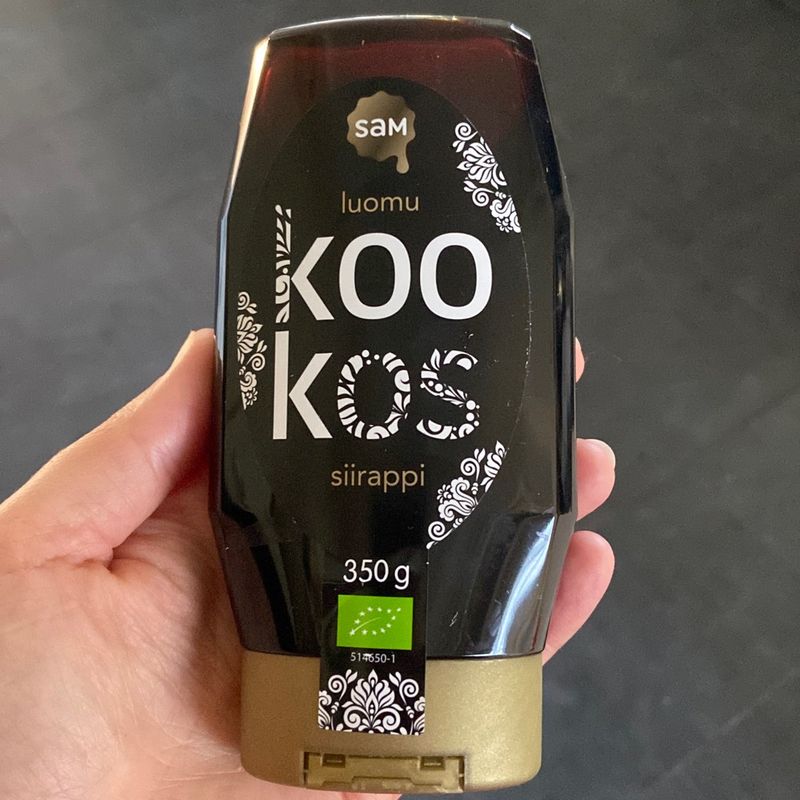 saM
luomu
koo
kos
siirappi
350 g
514650-1